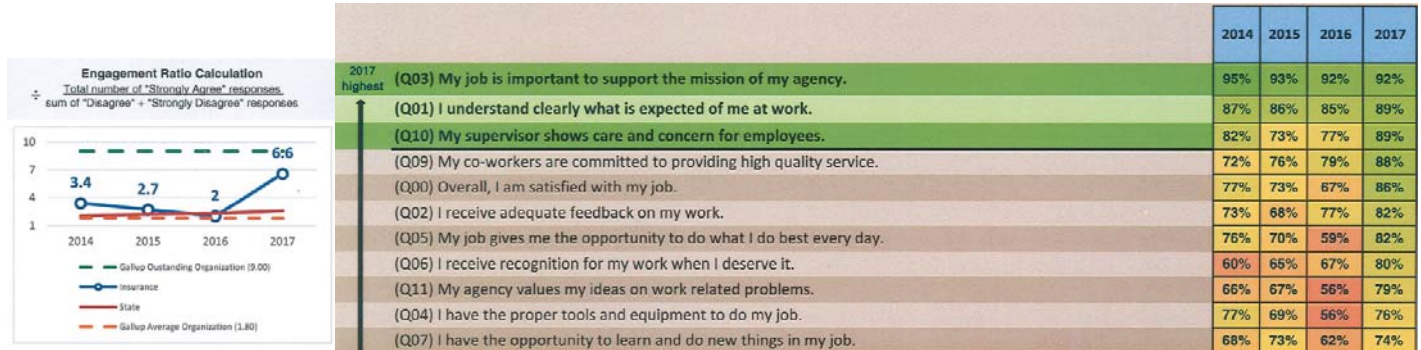 Engagement Ratio Calculation
÷ Total number of "Strongly Agree" responses
sum of "Disagree" + "Strongly Disagree" responses
10
7
4
1
3.4
2.7
2
6.6
2014 2015 2016 2017
Gallup Oustanding Organization (9.00)
Insurance
State
Gallup Average Organization (1.80)
2014 2015 2016 2017
2017 highest (Q03) My job is important to support the mission of my agency. 95% 93% 92% 92%
(Q01) I understand clearly what is expected of me at work. 87% 86% 85% 89%
(Q10) My supervisor shows care and concern for employees. 82% 73% 77% 89%
(Q09) My co-workers are committed to providing high quality service. 72% 76% 79% 88%
(Q00) Overall, I am satisfied with my job. 77% 73% 67% 86%
(Q02) I receive adequate feedback on my work. 73% 68% 77% 82%
(Q05) My job gives me the opportunity to do what I do best every day. 76% 70% 59% 82%
(Q06) I receive recognition for my work when I deserve it. 60% 65% 67% 80%
(Q11) My agency values my ideas on work related problems. 66% 67% 56% 79%
(Q04) I have the proper tools and equipment to do my job. 77% 69% 56% 76%
(Q07) I have the opportunity to learn and do new things in my job. 68% 73% 62% 74%